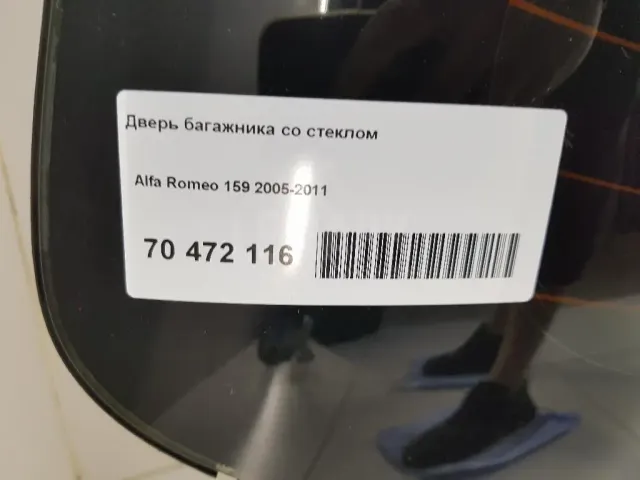 Дверь багажника со стеклом
Alfa Romeo 159 2005-2011
70 472 116